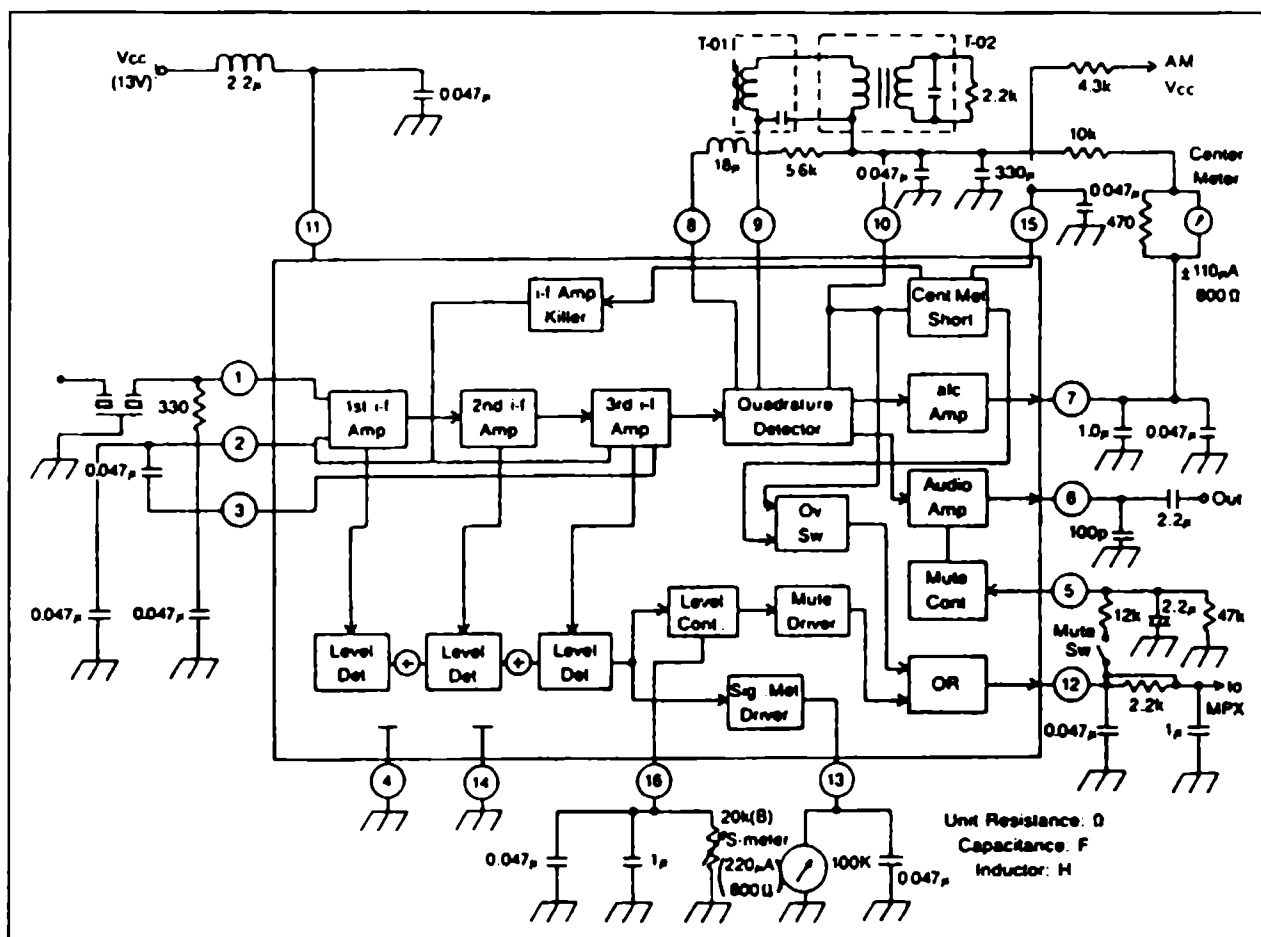 T-01
T-02
Vcc
(13V)
2.2μ
0.047μ
2.2k
4.3k
AM
Vcc
10k
Center
Meter
18μ
5.6k
0.047μ
330p
0.047μ
470
11
8
9
10
15
±110μA
800Ω
i-f Amp
Killer
Cent Met
Short
1
330
1st i-f
Amp
2nd i-f
Amp
3rd i-f
Amp
Quadrature
Detector
afc
Amp
7
1.0μ
0.047μ
2
0.047μ
3
Ov
Sw
Audio
Amp
6
100p
2.2μ
Out
Mute
Cont
5
12k
2.2μ
47k
Mute
Sw
0.047μ
0.047μ
Level
Det
+
Level
Det
+
Level
Det
Level
Cont.
Mute
Driver
OR
12
2.2k
to
MPX
Sig. Met
Driver
0.047μ
1μ
4
14
16
13
0.047μ
1μ
20k(B)
S-meter
(220μA
800Ω)
100K
0.047μ
Unit Resistance: Ω
Capacitance: F
Inductor: H